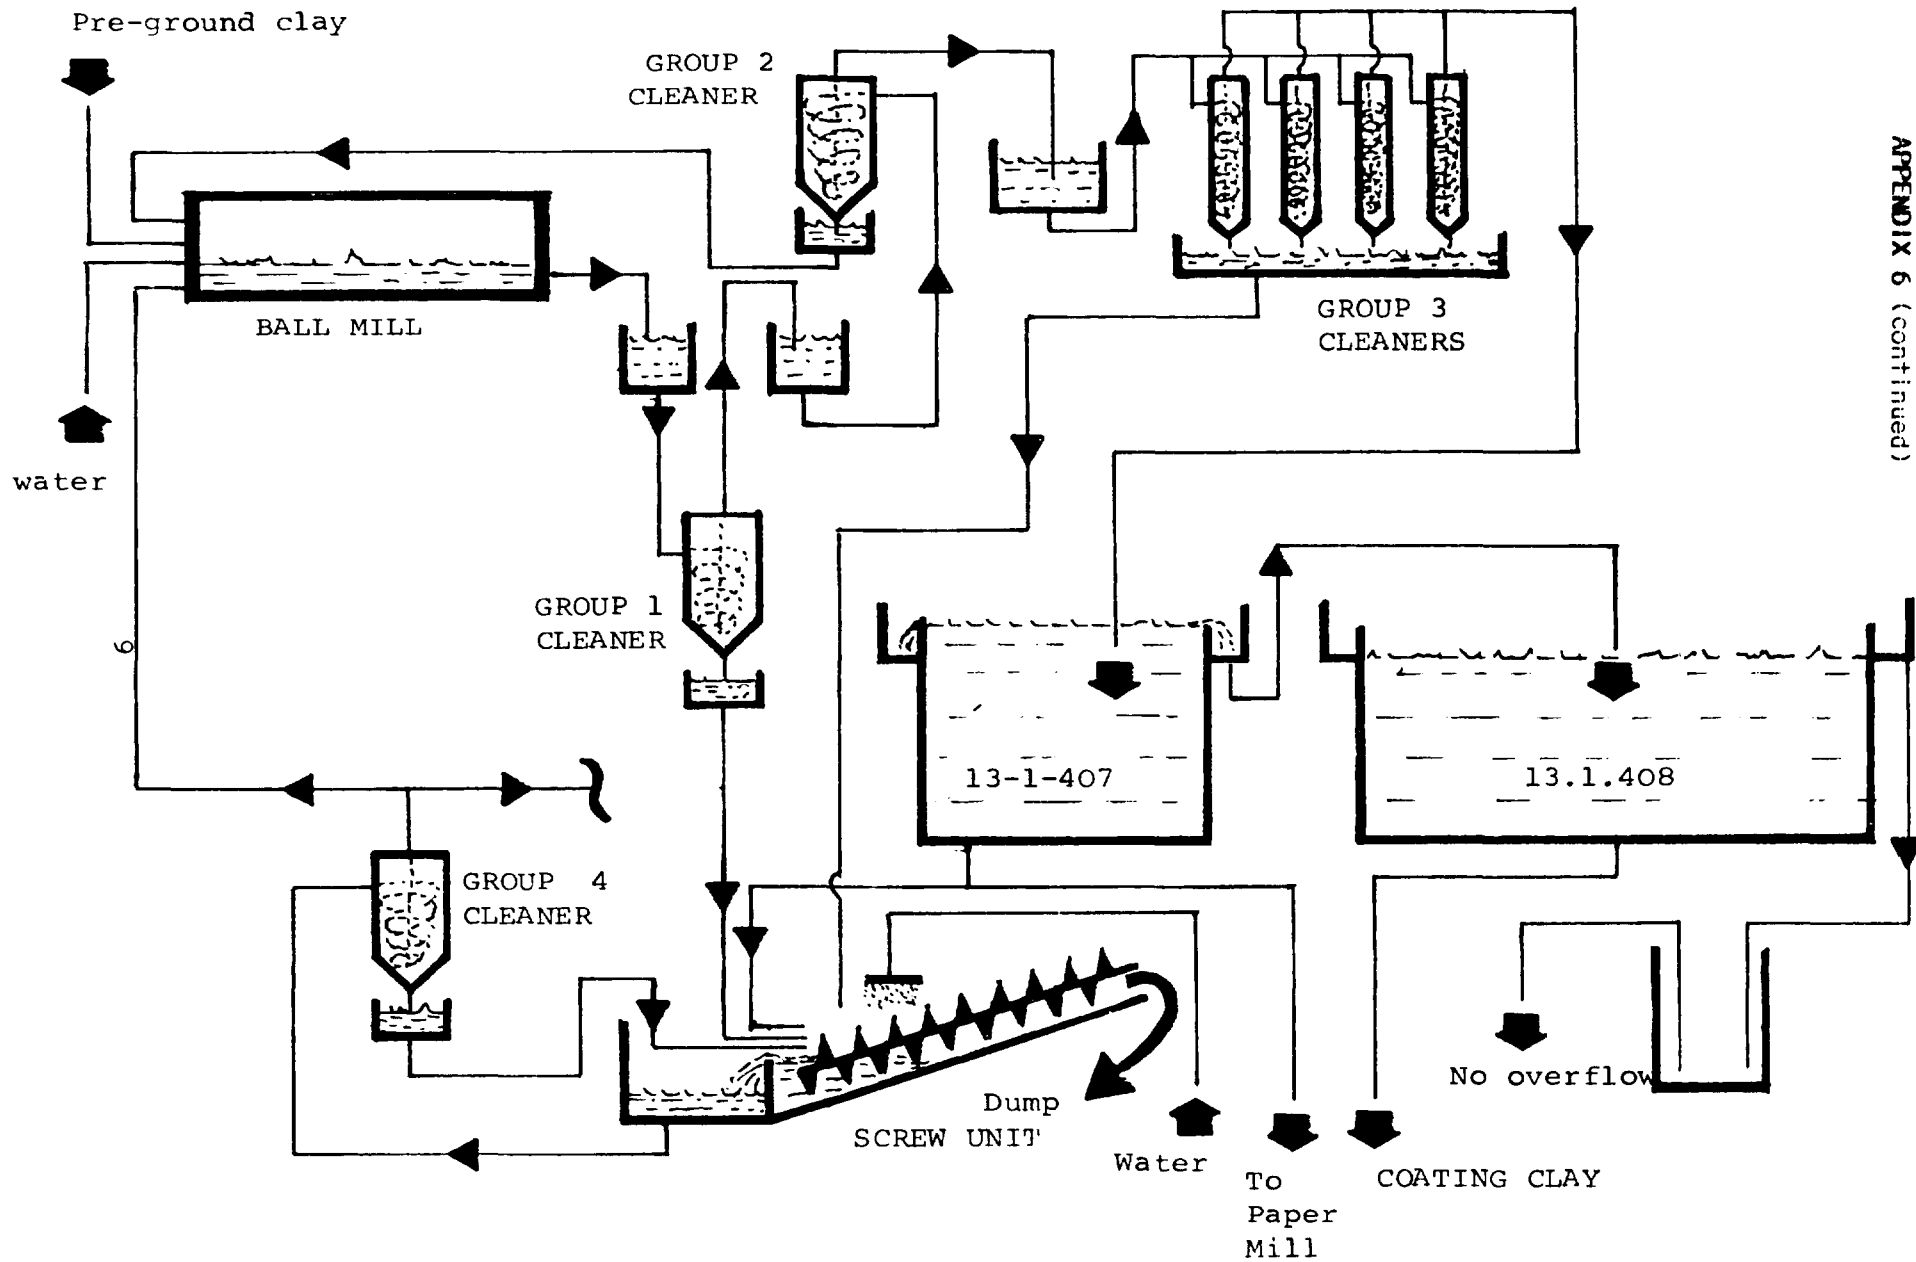 Pre-ground clay
GROUP 2
CLEANER
APPENDIX 6 (continued)
BALL MILL
GROUP 3
CLEANERS
water
GROUP 1
CLEANER
6
13-1-407
13.1.408
GROUP 4
CLEANER
No overflow
Dump
SCREW UNIT
Water
To
Paper
Mill
COATING CLAY